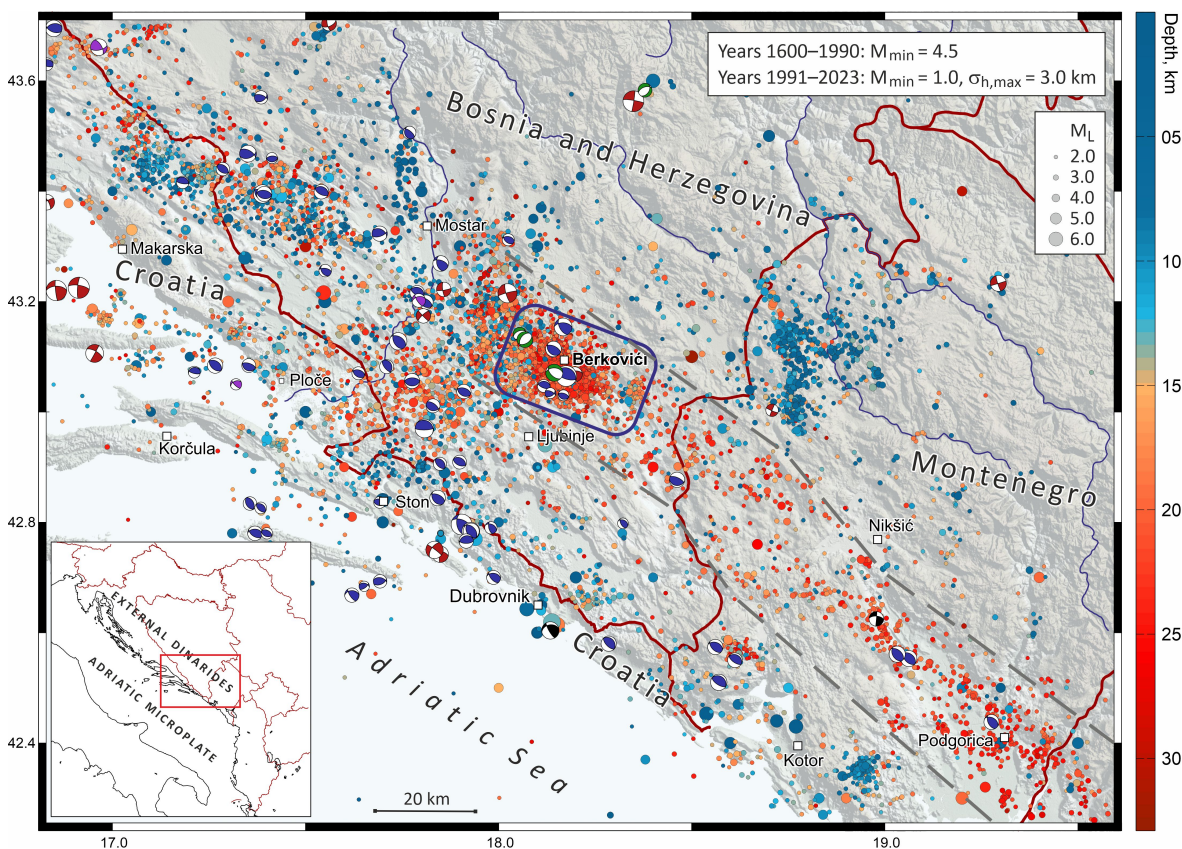 Years 1600–1990: Mmin = 4.5
Years 1991–2023: Mmin = 1.0, σh,max = 3.0 km
ML
2.0
3.0
4.0
5.0
6.0
Depth, km
05
10
15
20
25
30
43.6
43.2
42.8
42.4
17.0
18.0
19.0
Bosnia and Herzegovina
Mostar
Makarska
Croatia
Berkovići
Ploče
Ljubinje
Korčula
Montenegro
Ston
Nikšić
Dubrovnik
Croatia
Adriatic Sea
Podgorica
Kotor
20 km
EXTERNAL DINARIDES
ADRIATIC MICROPLATE